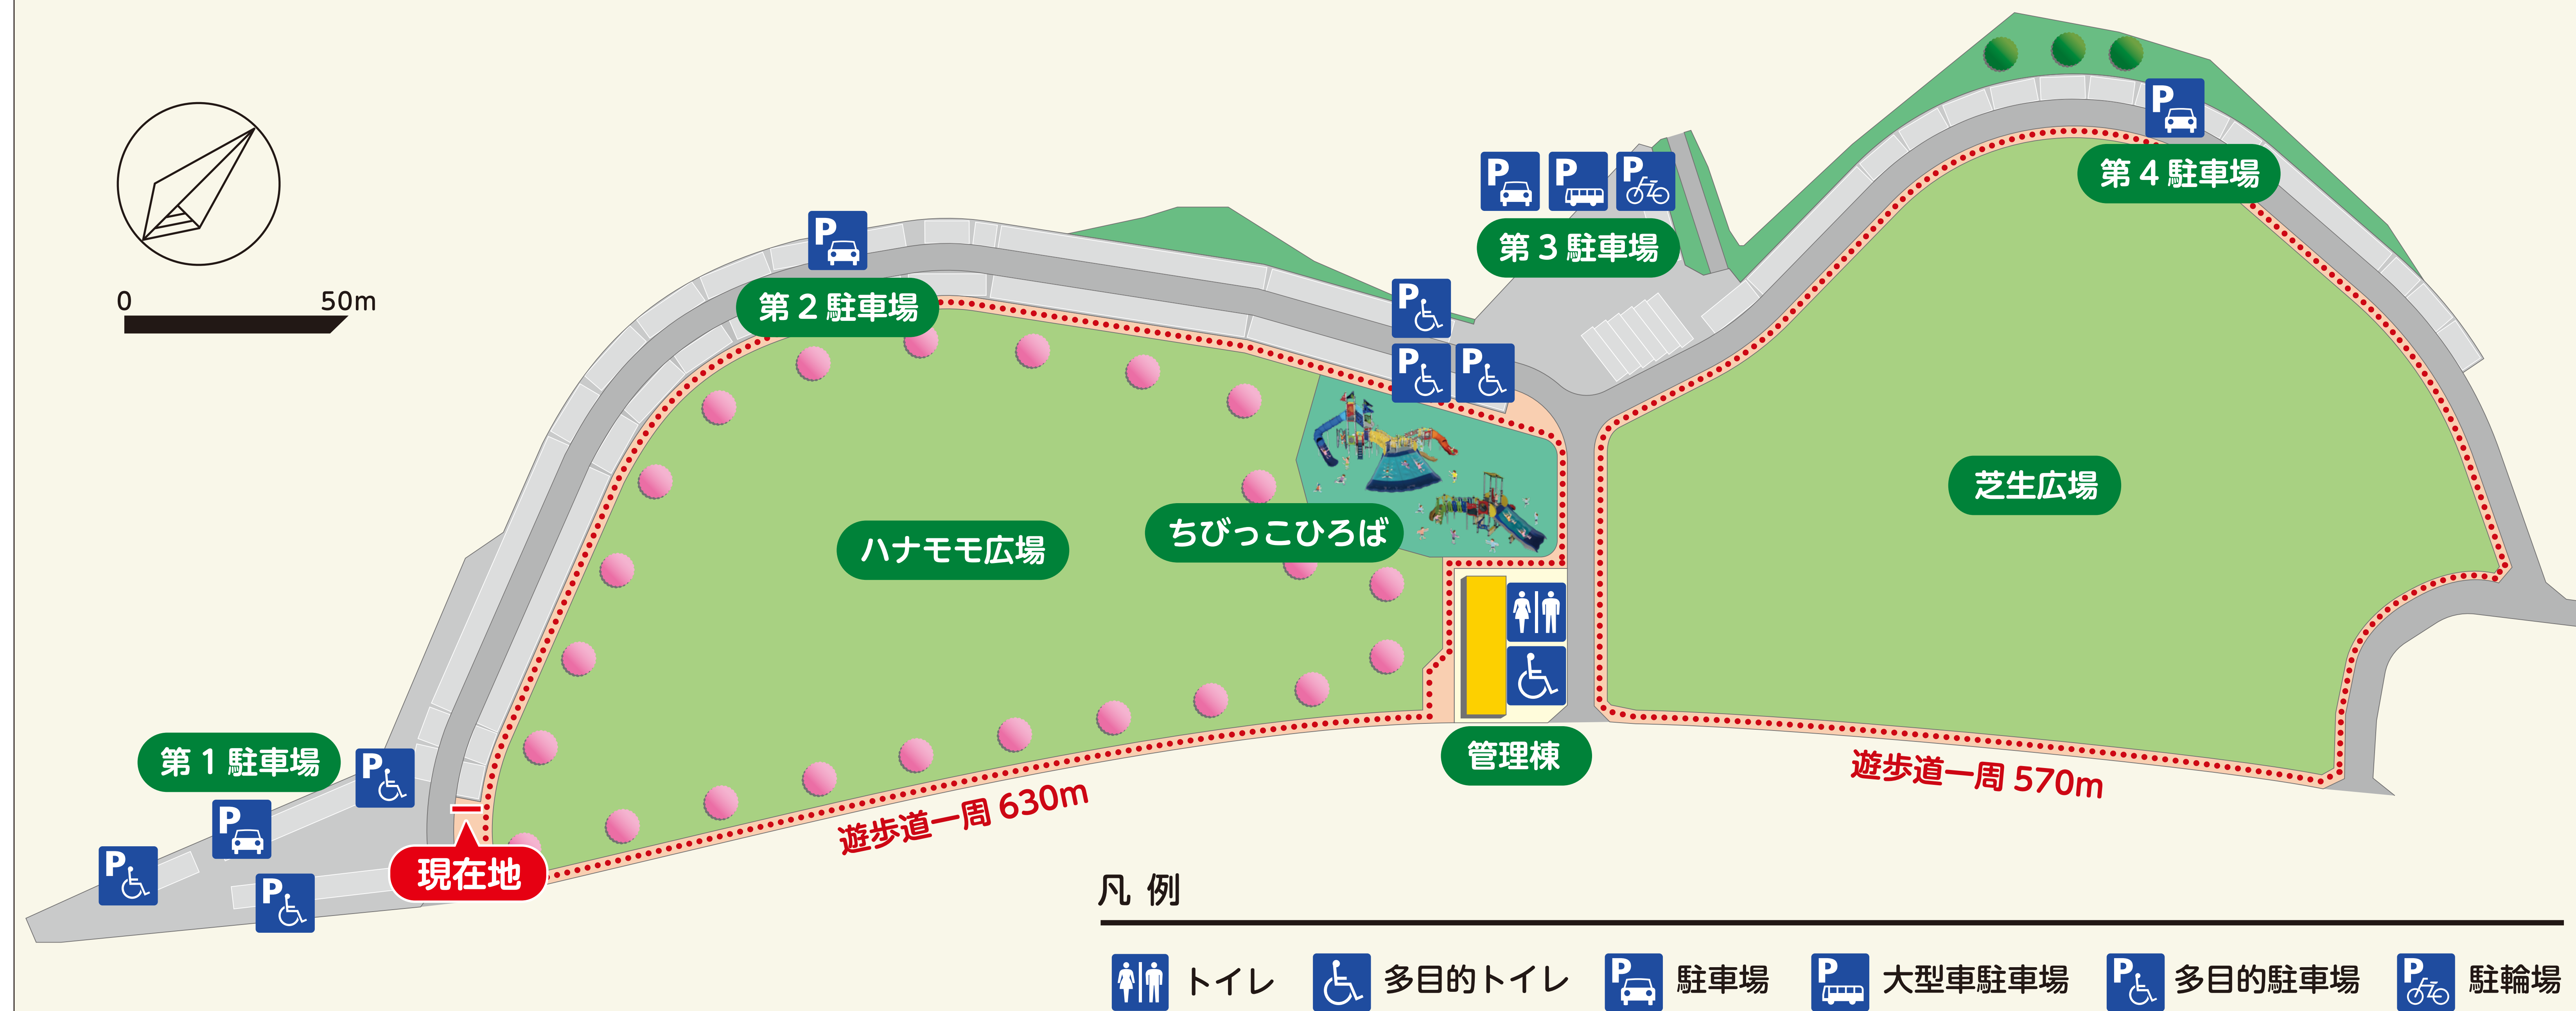 0 50m
第1駐車場
P
P
P
P
現在地
P
第2駐車場
ハナモモ広場
ちびっこひろば
P
P
P
P P P
第3駐車場
管理棟
遊歩道一周 630m
P
第4駐車場
芝生広場
遊歩道一周 570m
凡 例
トイレ 多目的トイレ P 駐車場 P 大型車駐車場 P 多目的駐車場 P 駐輪場